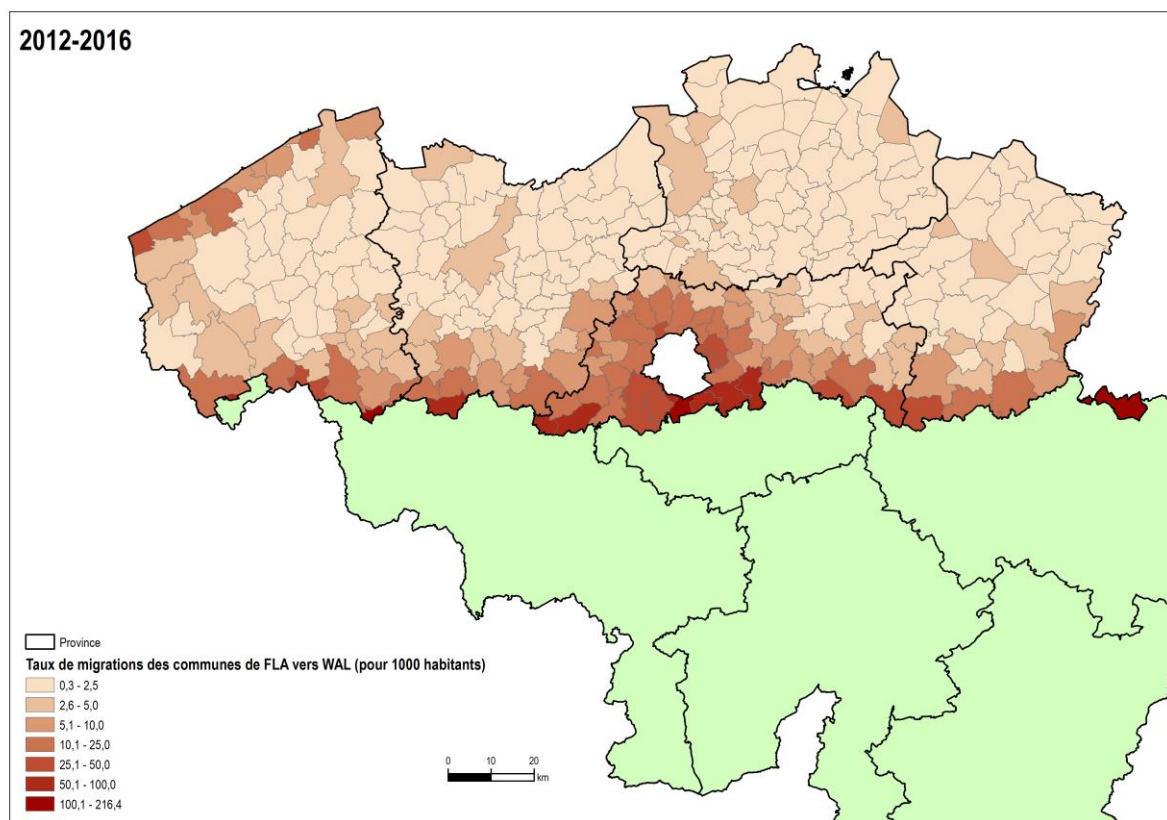 2012-2016
Province
Taux de migrations des communes de FLA vers WAL (pour 1000 habitants)
0,3 - 2,5
2,6 - 5,0
5,1 - 10,0
10,1 - 25,0
25,1 - 50,0
50,1 - 100,0
100,1 - 216,4
0 10 20
km